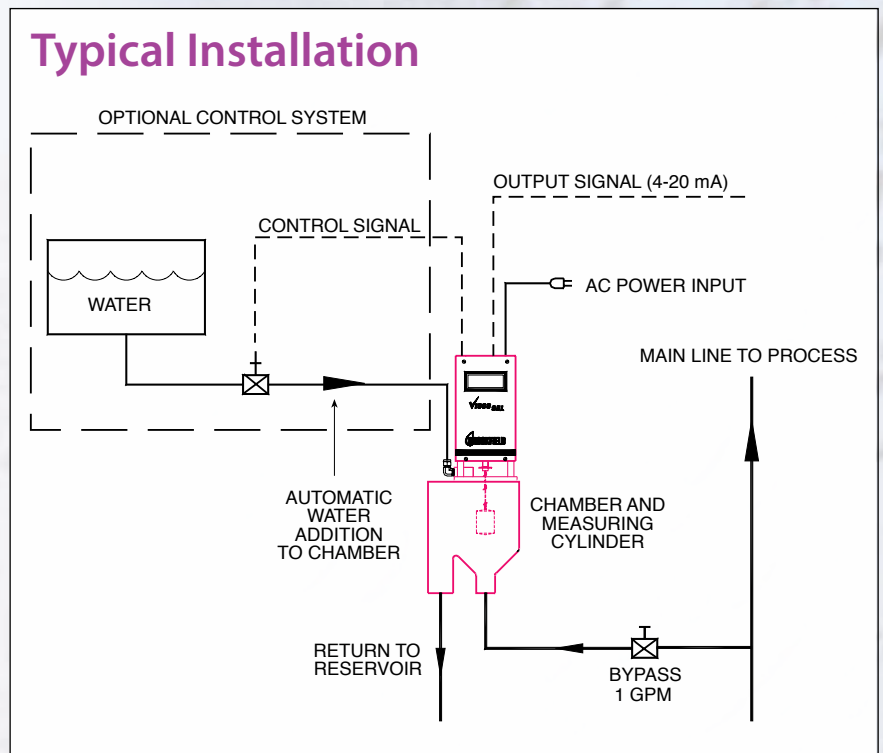 Typical Installation
OPTIONAL CONTROL SYSTEM
OUTPUT SIGNAL (4-20 mA)
CONTROL SIGNAL
AC POWER INPUT
WATER
MAIN LINE TO PROCESS
AUTOMATIC
WATER
ADDITION
TO CHAMBER
CHAMBER AND
MEASURING
CYLINDER
RETURN TO
RESERVOIR
BYPASS
1 GPM